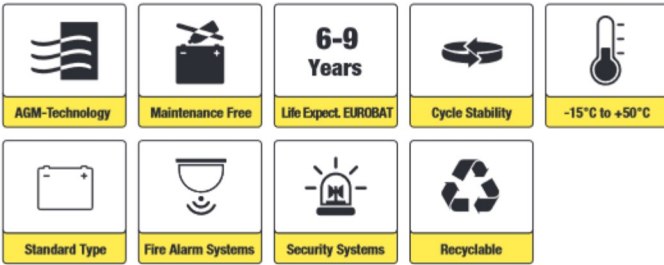 6-9
Years
AGM-Technology
Maintenance Free
Life Expect. EUROBAT
Cycle Stability
-15°C to +50°C
Standard Type
Fire Alarm Systems
Security Systems
Recyclable